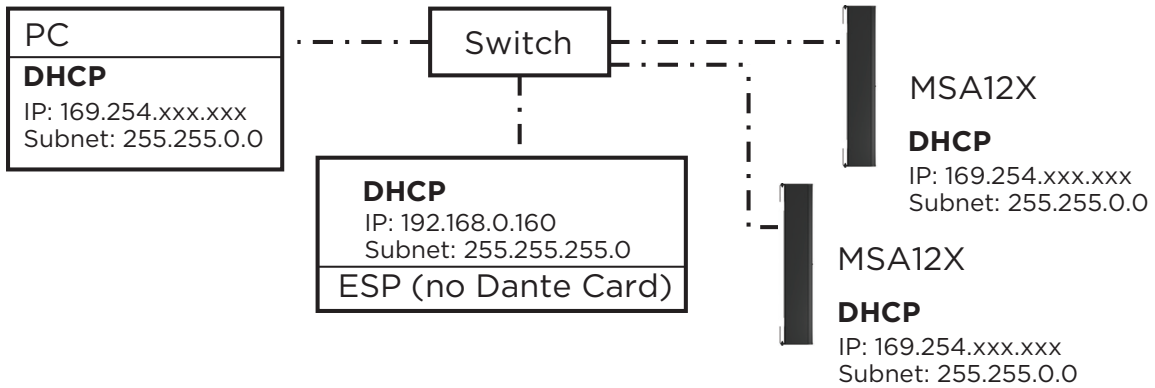 PC
DHCP
IP: 169.254.xxx.xxx
Subnet: 255.255.0.0
Switch
DHCP
IP: 192.168.0.160
Subnet: 255.255.255.0
ESP (no Dante Card)
MSA12X
DHCP
IP: 169.254.xxx.xxx
Subnet: 255.255.0.0
MSA12X
DHCP
IP: 169.254.xxx.xxx
Subnet: 255.255.0.0